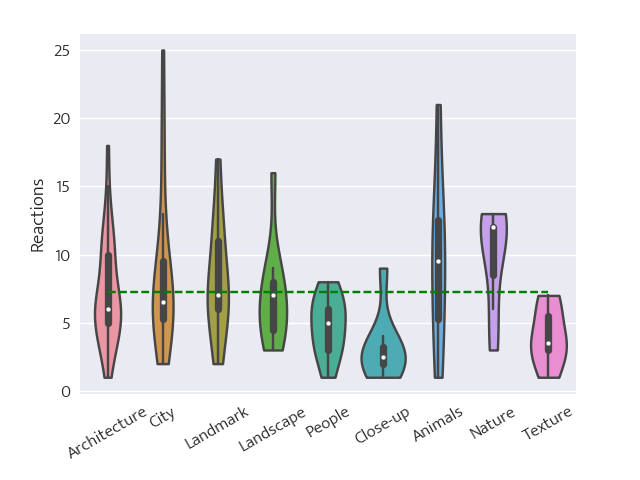 25
20
15
10
5
0
Reactions
Architecture
City
Landmark
Landscape
People
Close-up
Animals
Nature
Texture